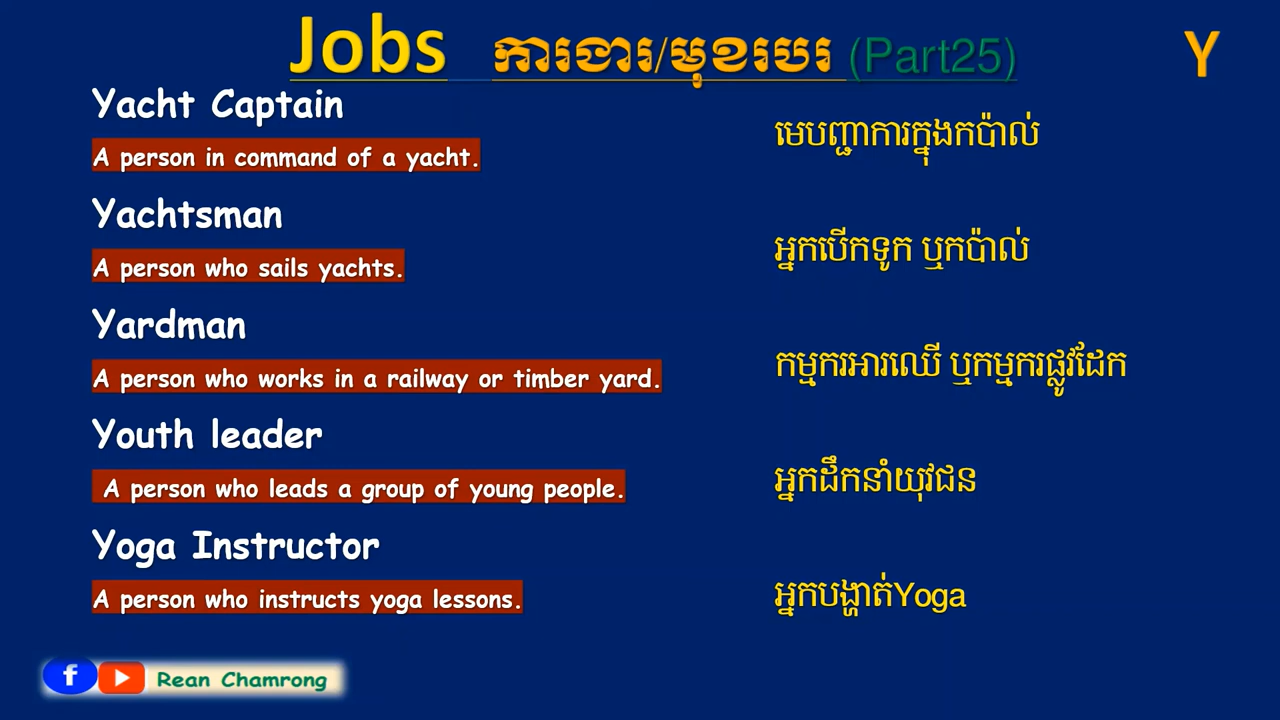 Jobs ការងារ/មុខរបរ (Part25) Y
Yacht Captain
A person in command of a yacht.
មេបញ្ជាការក្នុងកប៉ាល់
Yachtsman
A person who sails yachts.
អ្នកបើកទូក ឬកប៉ាល់
Yardman
A person who works in a railway or timber yard.
កម្មករអារឈើ ឬកម្មករផ្លូវដែក
Youth leader
A person who leads a group of young people.
អ្នកដឹកនាំយុវជន
Yoga Instructor
A person who instructs yoga lessons.
អ្នកបង្ហាត់Yoga
f Rean Chamrong